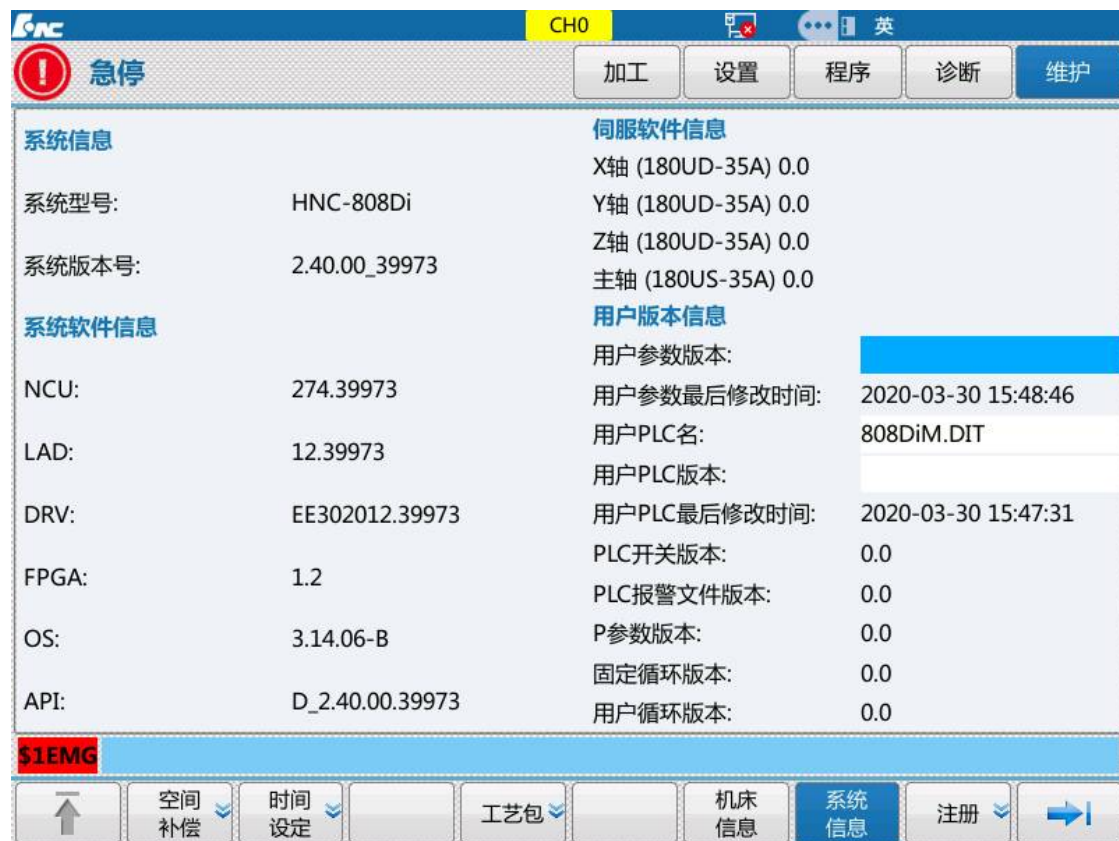 HNC
CH0
英
急停
加工
设置
程序
诊断
维护
系统信息
系统型号: HNC-808Di
系统版本号: 2.40.00_39973
系统软件信息
NCU: 274.39973
LAD: 12.39973
DRV: EE302012.39973
FPGA: 1.2
OS: 3.14.06-B
API: D_2.40.00.39973
伺服软件信息
X轴 (180UD-35A) 0.0
Y轴 (180UD-35A) 0.0
Z轴 (180UD-35A) 0.0
主轴 (180US-35A) 0.0
用户版本信息
用户参数版本:
用户参数最后修改时间: 2020-03-30 15:48:46
用户PLC名: 808DiM.DIT
用户PLC版本:
用户PLC最后修改时间: 2020-03-30 15:47:31
PLC开关版本: 0.0
PLC报警文件版本: 0.0
P参数版本: 0.0
固定循环版本: 0.0
用户循环版本: 0.0
$1EMG
空间
补偿
时间
设定
工艺包
机床
信息
系统
信息
注册